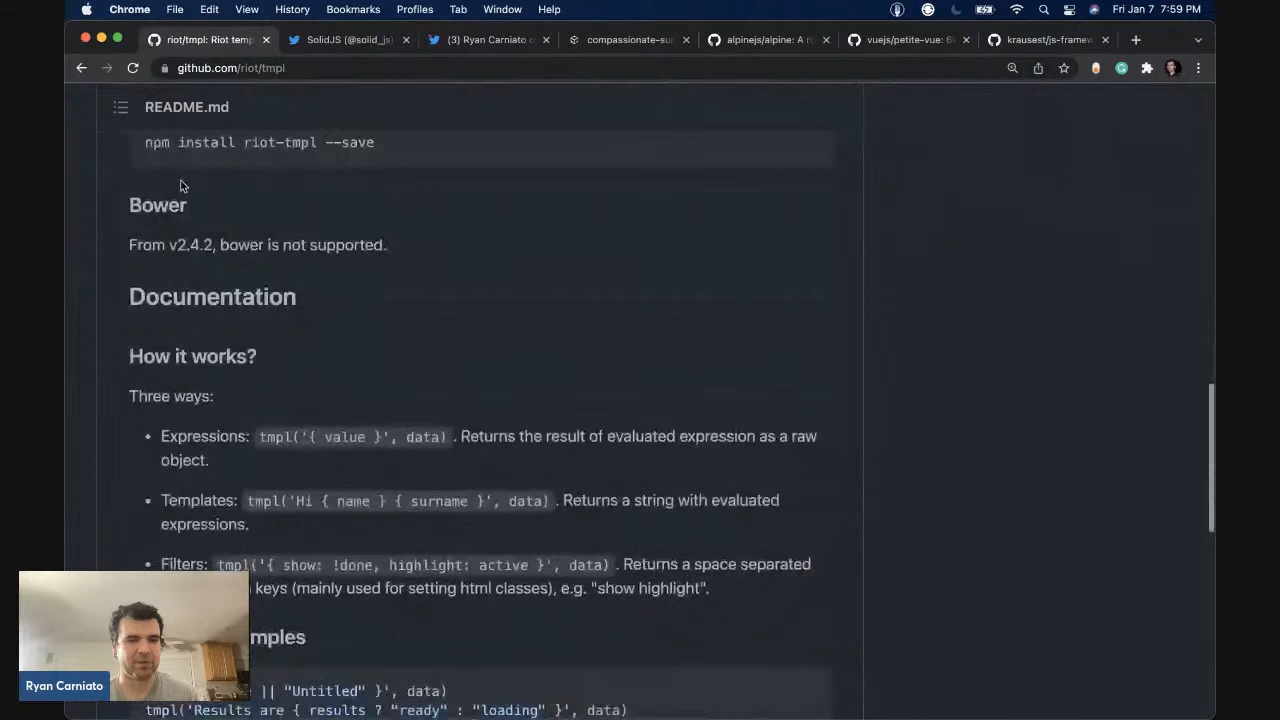 Chrome File Edit View History Bookmarks Profiles Tab Window Help Fri Jan 7 7:59 PM
riot/tmpl: Riot temp SolidJS (@solid_js) (3) Ryan Carniato compassionate-su alpinejs/alpine: A r vuejs/petite-vue: 6 krausest/js-framew
github.com/riot/tmpl
README.md
npm install riot-tmpl --save
Bower
From v2.4.2, bower is not supported.
Documentation
How it works?
Three ways:
• Expressions: tmpl('{ value }', data) . Returns the result of evaluated expression as a raw
object.
• Templates: tmpl('Hi { name } { surname }', data) . Returns a string with evaluated
expressions.
• Filters: tmpl('{ show: !done, highlight: active }', data) . Returns a space separated
keys (mainly used for setting html classes), e.g. "show highlight".
mples
|| "Untitled" }', data)
tmpl('Results are { results ? "ready" : "loading" }', data)
Ryan Carniato